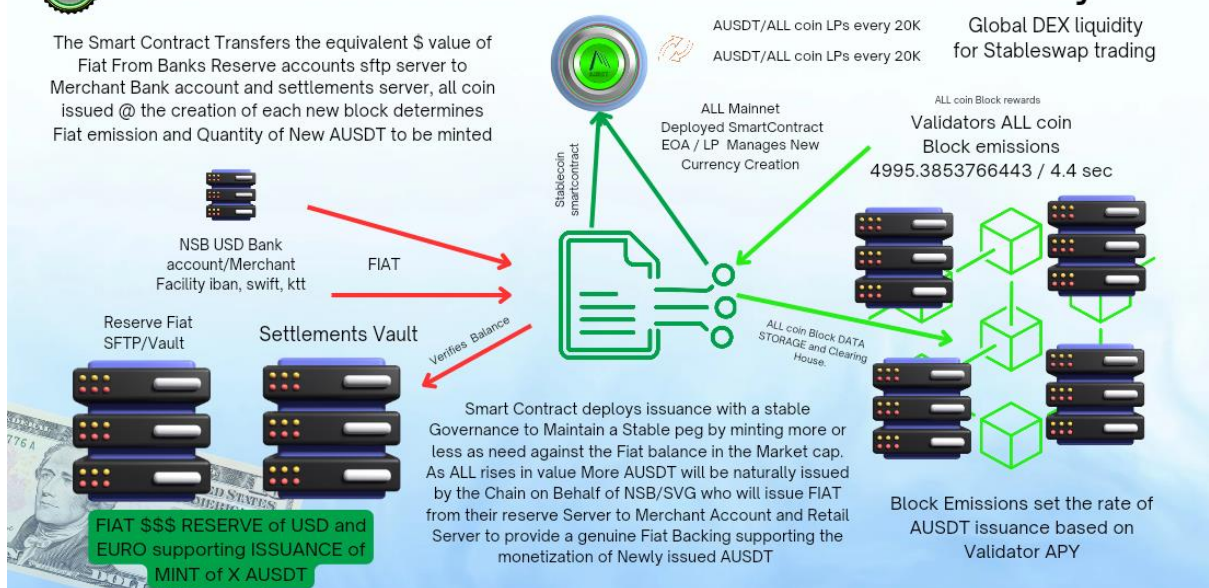 The Smart Contract Transfers the equivalent $ value of
Fiat From Banks Reserve accounts sftp server to
Merchant Bank account and settlements server, all coin
issued @ the creation of each new block determines
Fiat emission and Quantity of New AUSDT to be minted
AUSDT
AUSDT/ALL coin LPs every 20K
AUSDT/ALL coin LPs every 20K
Global DEX liquidity
for Stableswap trading
ALL Mainnet
Deployed SmartContract
EOA / LP Manages New
Currency Creation
ALL coin Block rewards
Validators ALL coin
Block emissions
4995.3853766443 / 4.4 sec
Stablecoin
smartcontract
NSB USD Bank
account/Merchant
Facility iban, swift, ktt
FIAT
Reserve Fiat
SFTP/Vault
Settlements Vault
Verifies Balance
ALL coin Block DATA
STORAGE and Clearing
House.
Smart Contract deploys issuance with a stable
Governance to Maintain a Stable peg by minting more or
less as need against the Fiat balance in the Market cap.
As ALL rises in value More AUSDT will be naturally issued
by the Chain on Behalf of NSB/SVG who will issue FIAT
from their reserve Server to Merchant Account and Retail
Server to provide a genuine Fiat Backing supporting the
monetization of Newly issued AUSDT
Block Emissions set the rate of
AUSDT issuance based on
Validator APY
FIAT $$$ RESERVE of USD and
EURO supporting ISSUANCE of
MINT of X AUSDT